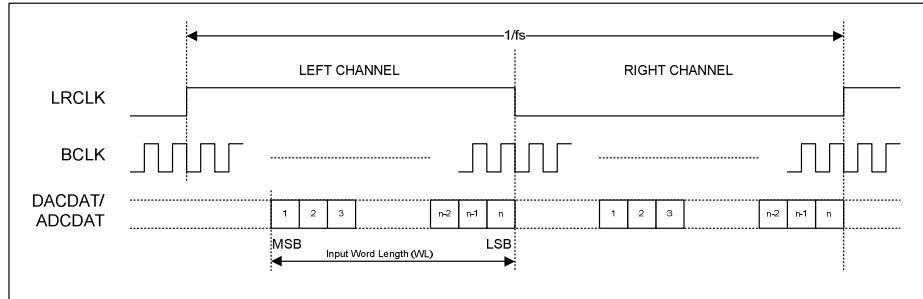 1/fs
LEFT CHANNEL RIGHT CHANNEL
LRCLK
BCLK
DACDAT/
ADCDAT
1 2 3 n-2 n-1 n 1 2 3 n-2 n-1 n
MSB LSB
Input Word Length (WL)